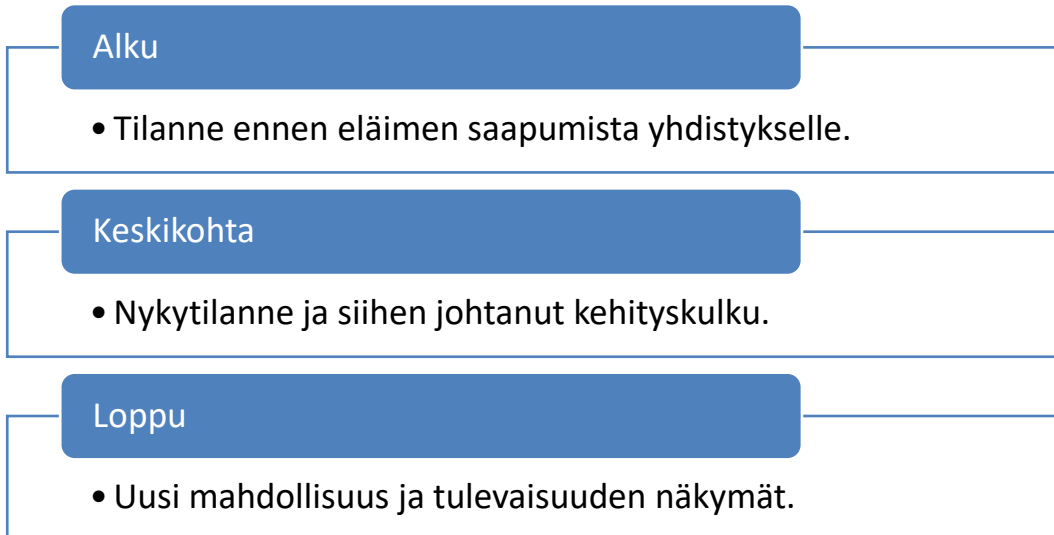 Alku
• Tilanne ennen eläimen saapumista yhdistykselle.
Keskikohta
• Nykytilanne ja siihen johtanut kehityskulku.
Loppu
• Uusi mahdollisuus ja tulevaisuuden näkymät.